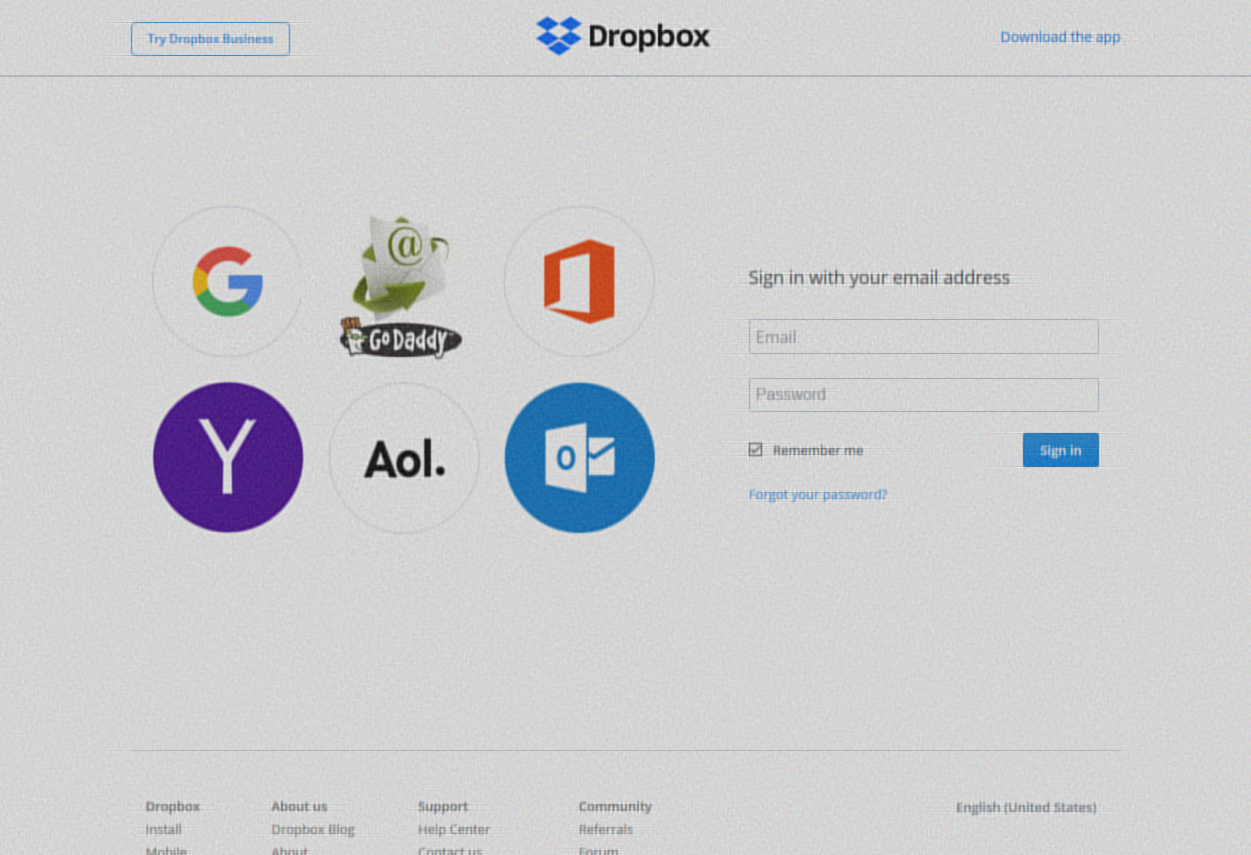 Try Dropbox Business
Dropbox
Download the app
@
GoDaddy
Y
Aol.
O
Sign in with your email address
Email
Password
Remember me
Sign in
Forgot your password?
Dropbox
About us
Support
Community
English (United States)
Install
Dropbox Blog
Help Center
Referrals
Mobile
About
Contact us
Forum